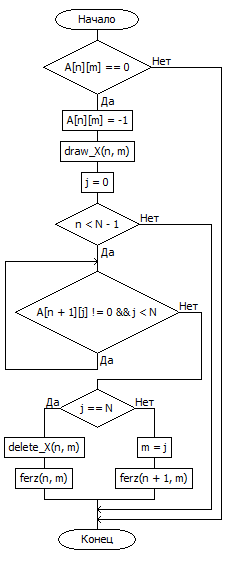 Начало
A[n][m] == 0
Нет
Да
A[n][m] = -1
draw_X(n, m)
j = 0
n < N - 1
Нет
Да
A[n + 1][j] != 0 && j < N
Нет
Да
j == N
Да
Нет
delete_X(n, m)
m = j
ferz(n, m)
ferz(n + 1, m)
Конец